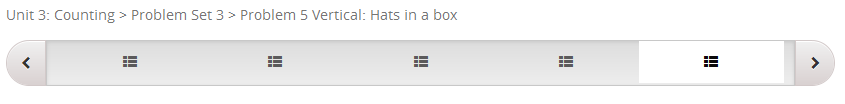 Unit 3: Counting > Problem Set 3 > Problem 5 Vertical: Hats in a box